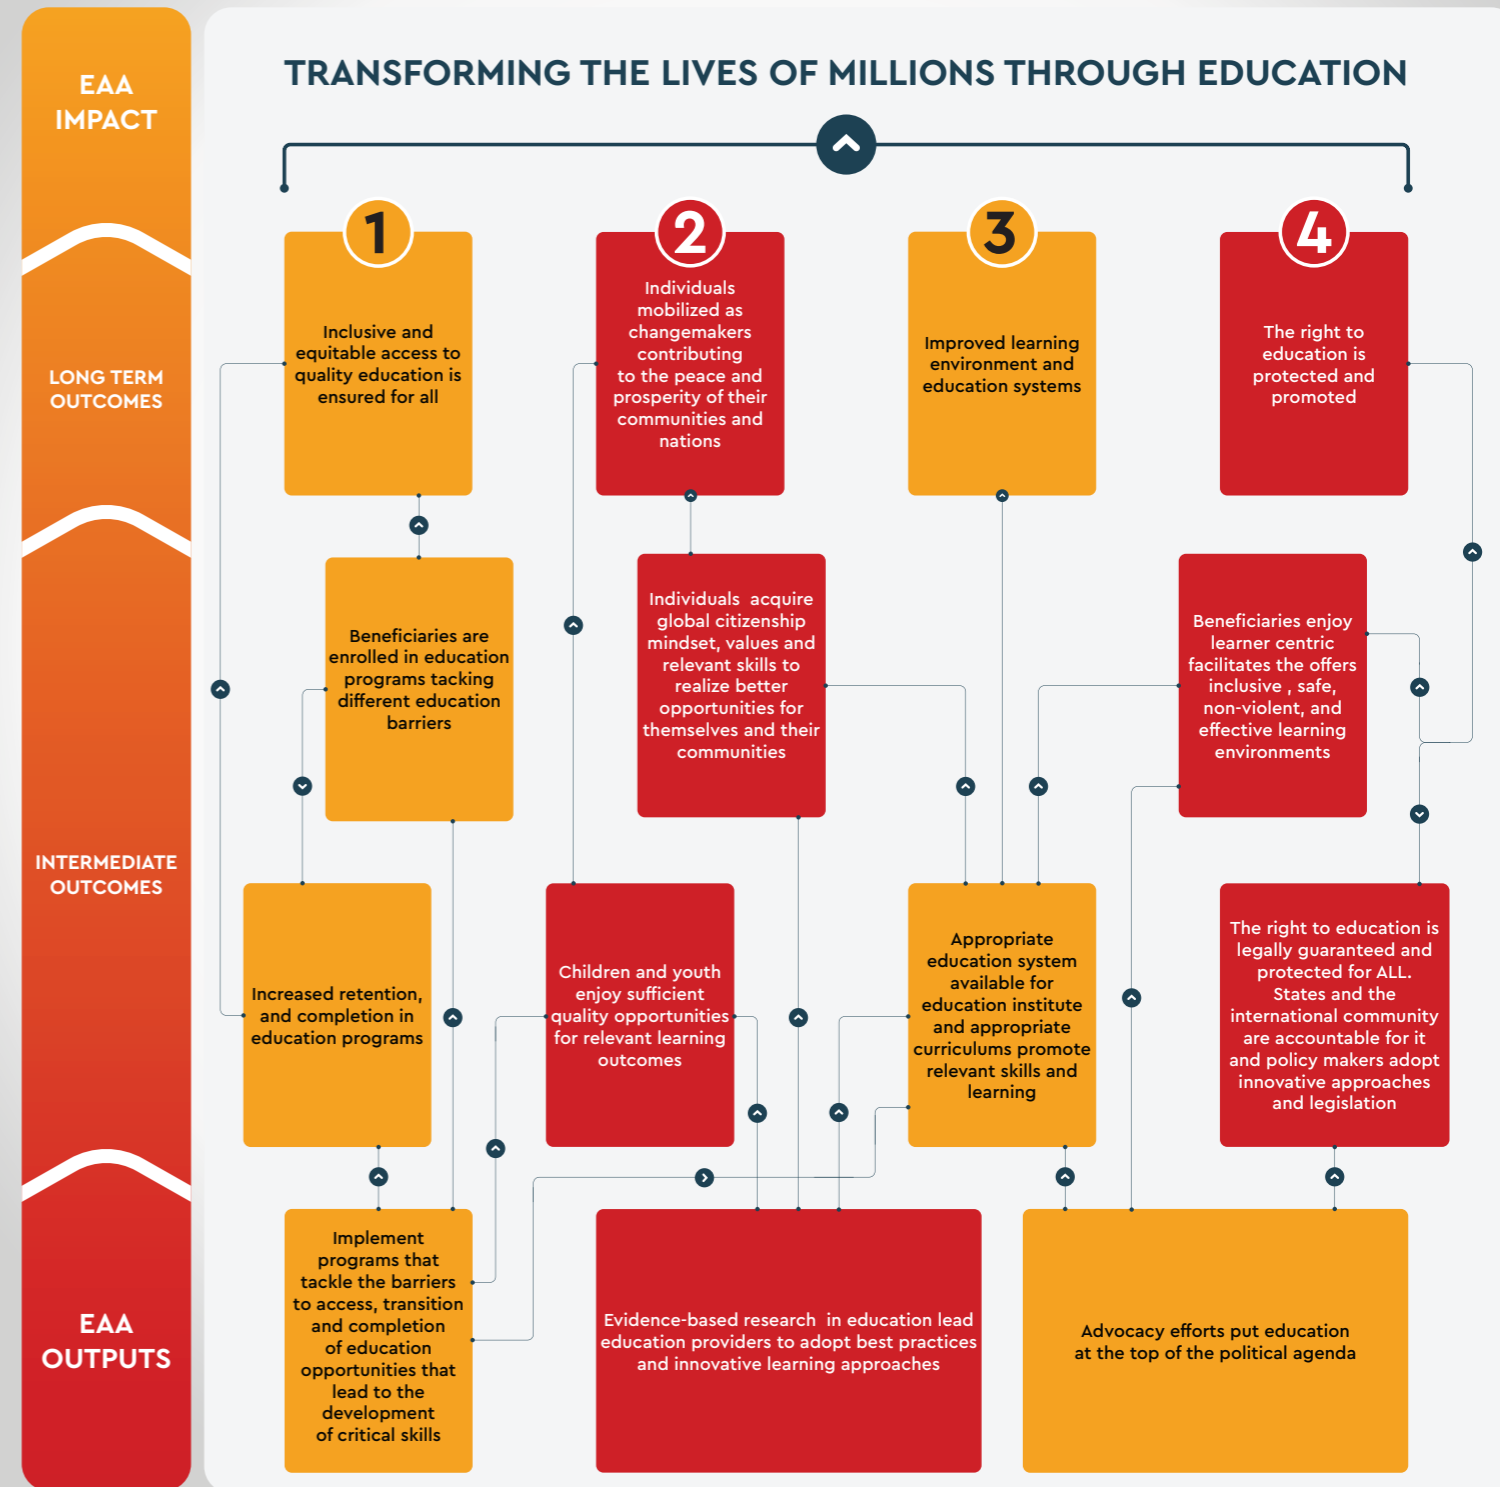 EAA
IMPACT
TRANSFORMING THE LIVES OF MILLIONS THROUGH EDUCATION
LONG TERM
OUTCOMES
1
Inclusive and
equitable access to
quality education is
ensured for all
2
Individuals
mobilized as
changemakers
contributing
to the peace and
prosperity of their
communities and
nations
3
Improved learning
environment and
education systems
4
The right to
education is
protected and
promoted
INTERMEDIATE
OUTCOMES
Beneficiaries are
enrolled in education
programs tacking
different education
barriers
Individuals acquire
global citizenship
mindset, values and
relevant skills to
realize better
opportunities for
themselves and their
communities
Beneficiaries enjoy
learner centric
facilitates the offers
inclusive , safe,
non-violent, and
effective learning
environments
Increased retention,
and completion in
education programs
Children and youth
enjoy sufficient
quality opportunities
for relevant learning
outcomes
Appropriate
education system
available for
education institute
and appropriate
curriculums promote
relevant skills and
learning
The right to education is
legally guaranteed and
protected for ALL.
States and the
international community
are accountable for it
and policy makers adopt
innovative approaches
and legislation
EAA
OUTPUTS
Implement
programs that
tackle the barriers
to access, transition
and completion
of education
opportunities that
lead to the
development
of critical skills
Evidence-based research in education lead
education providers to adopt best practices
and innovative learning approaches
Advocacy efforts put education
at the top of the political agenda